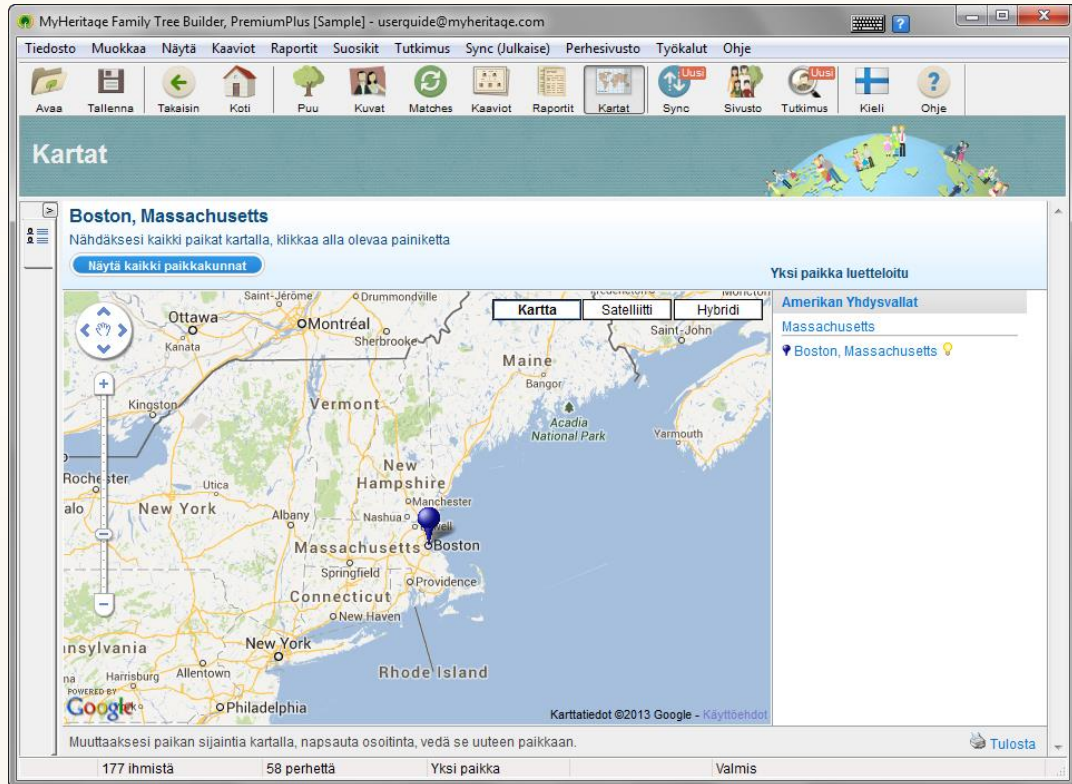 MyHeritage Family Tree Builder, PremiumPlus [Sample] - userguide@myheritage.com
Tiedosto Muokkaa Näytä Kaaviot Raportit Suosikit Tutkimus Sync (Julkaise) Perhesivusto Työkalut Ohje
Uusi Uusi
Avaa Tallenna Takaisin Koti Puu Kuvat Matches Kaaviot Raportit Kartat Sync Sivusto Tutkimus Kieli Ohje
Kartat
Boston, Massachusetts
Nähdäksesi kaikki paikat kartalla, klikkaa alla olevaa painiketta
Näytä kaikki paikkakunnat
Yksi paikka luetteloitu
Amerikan Yhdysvallat
Massachusetts
Boston, Massachusetts
Kartta Satelliitti Hybridi
Saint-Jérôme Drummondville Moncton
Ottawa
Montréal
Saint-John
Kanata
Sherbrooke
Maine
Bangor
Kingston
Vermont
Acadia
National Park
Yarmouth
New
Hampshire
Rochester
Utica
Manchester
alo
New York
Albany
Nashua
Massachusetts
Boston
Springfield
Providence
Connecticut
New Haven
nnsylvania
New York
Rhode Island
na
Harrisburg
Allentown
POWERED BY
Google
Philadelphia
Karttatiedot ©2013 Google - Käyttöehdot
Muuttaaksesi paikan sijaintia kartalla, napsauta osoitinta, vedä se uuteen paikkaan.
Tulosta
177 ihmistä 58 perhettä Yksi paikka Valmis